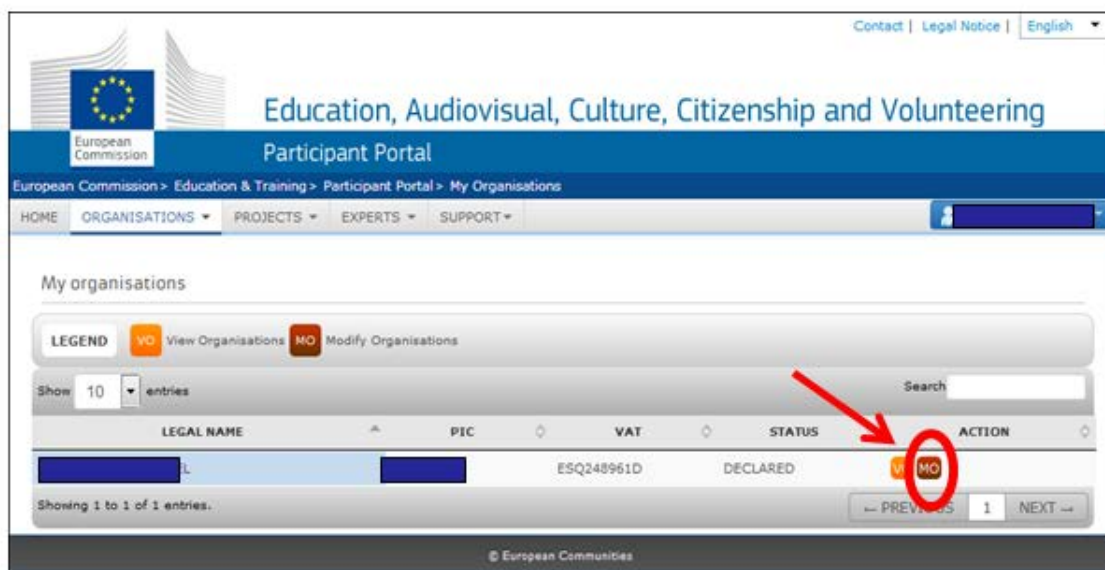 Contact | Legal Notice | English
Education, Audiovisual, Culture, Citizenship and Volunteering
European
Commission
Participant Portal
European Commission > Education & Training > Participant Portal > My Organisations
HOME ORGANISATIONS PROJECTS EXPERTS SUPPORT
My organisations
LEGEND VO View Organisations MO Modify Organisations
Show 10 entries Search
LEGAL NAME PIC VAT STATUS ACTION
L ESQ248961D DECLARED VO MO
Showing 1 to 1 of 1 entries. ← PREVIOUS 1 NEXT →
© European Communities